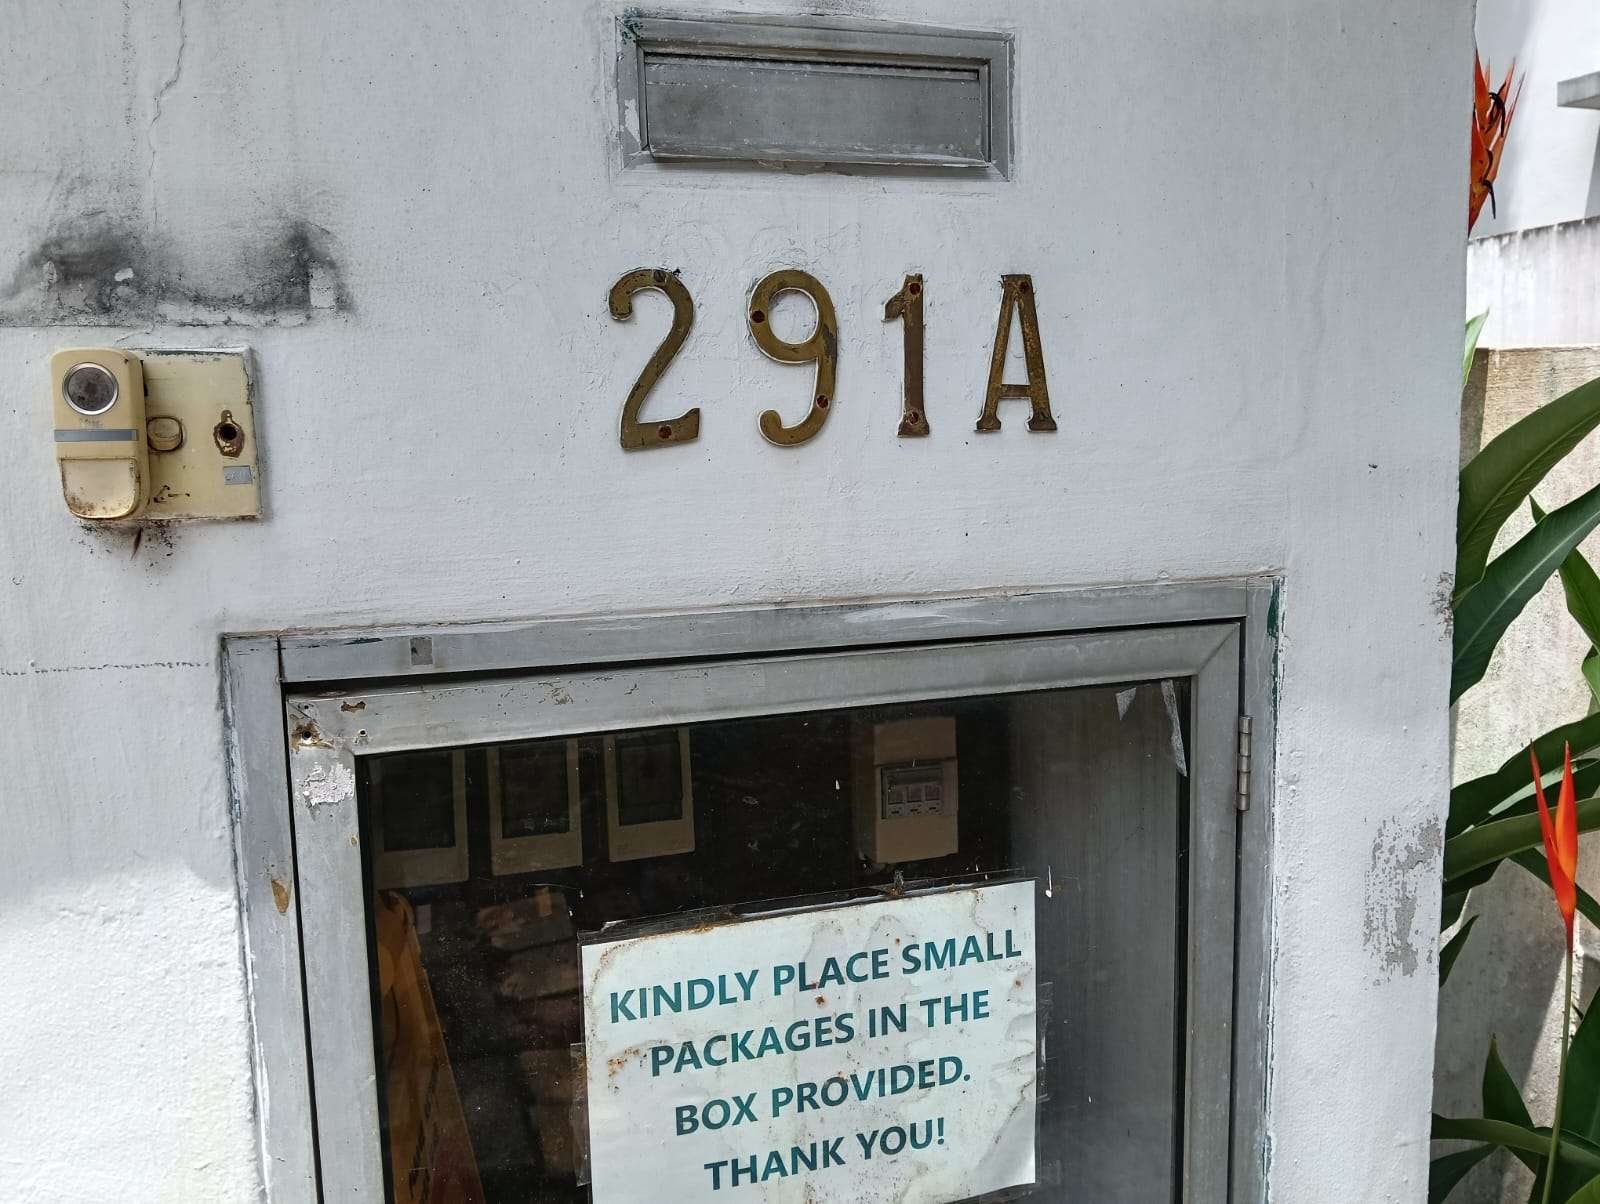 291A
KINDLY PLACE SMALL
PACKAGES IN THE
BOX PROVIDED.
THANK YOU!